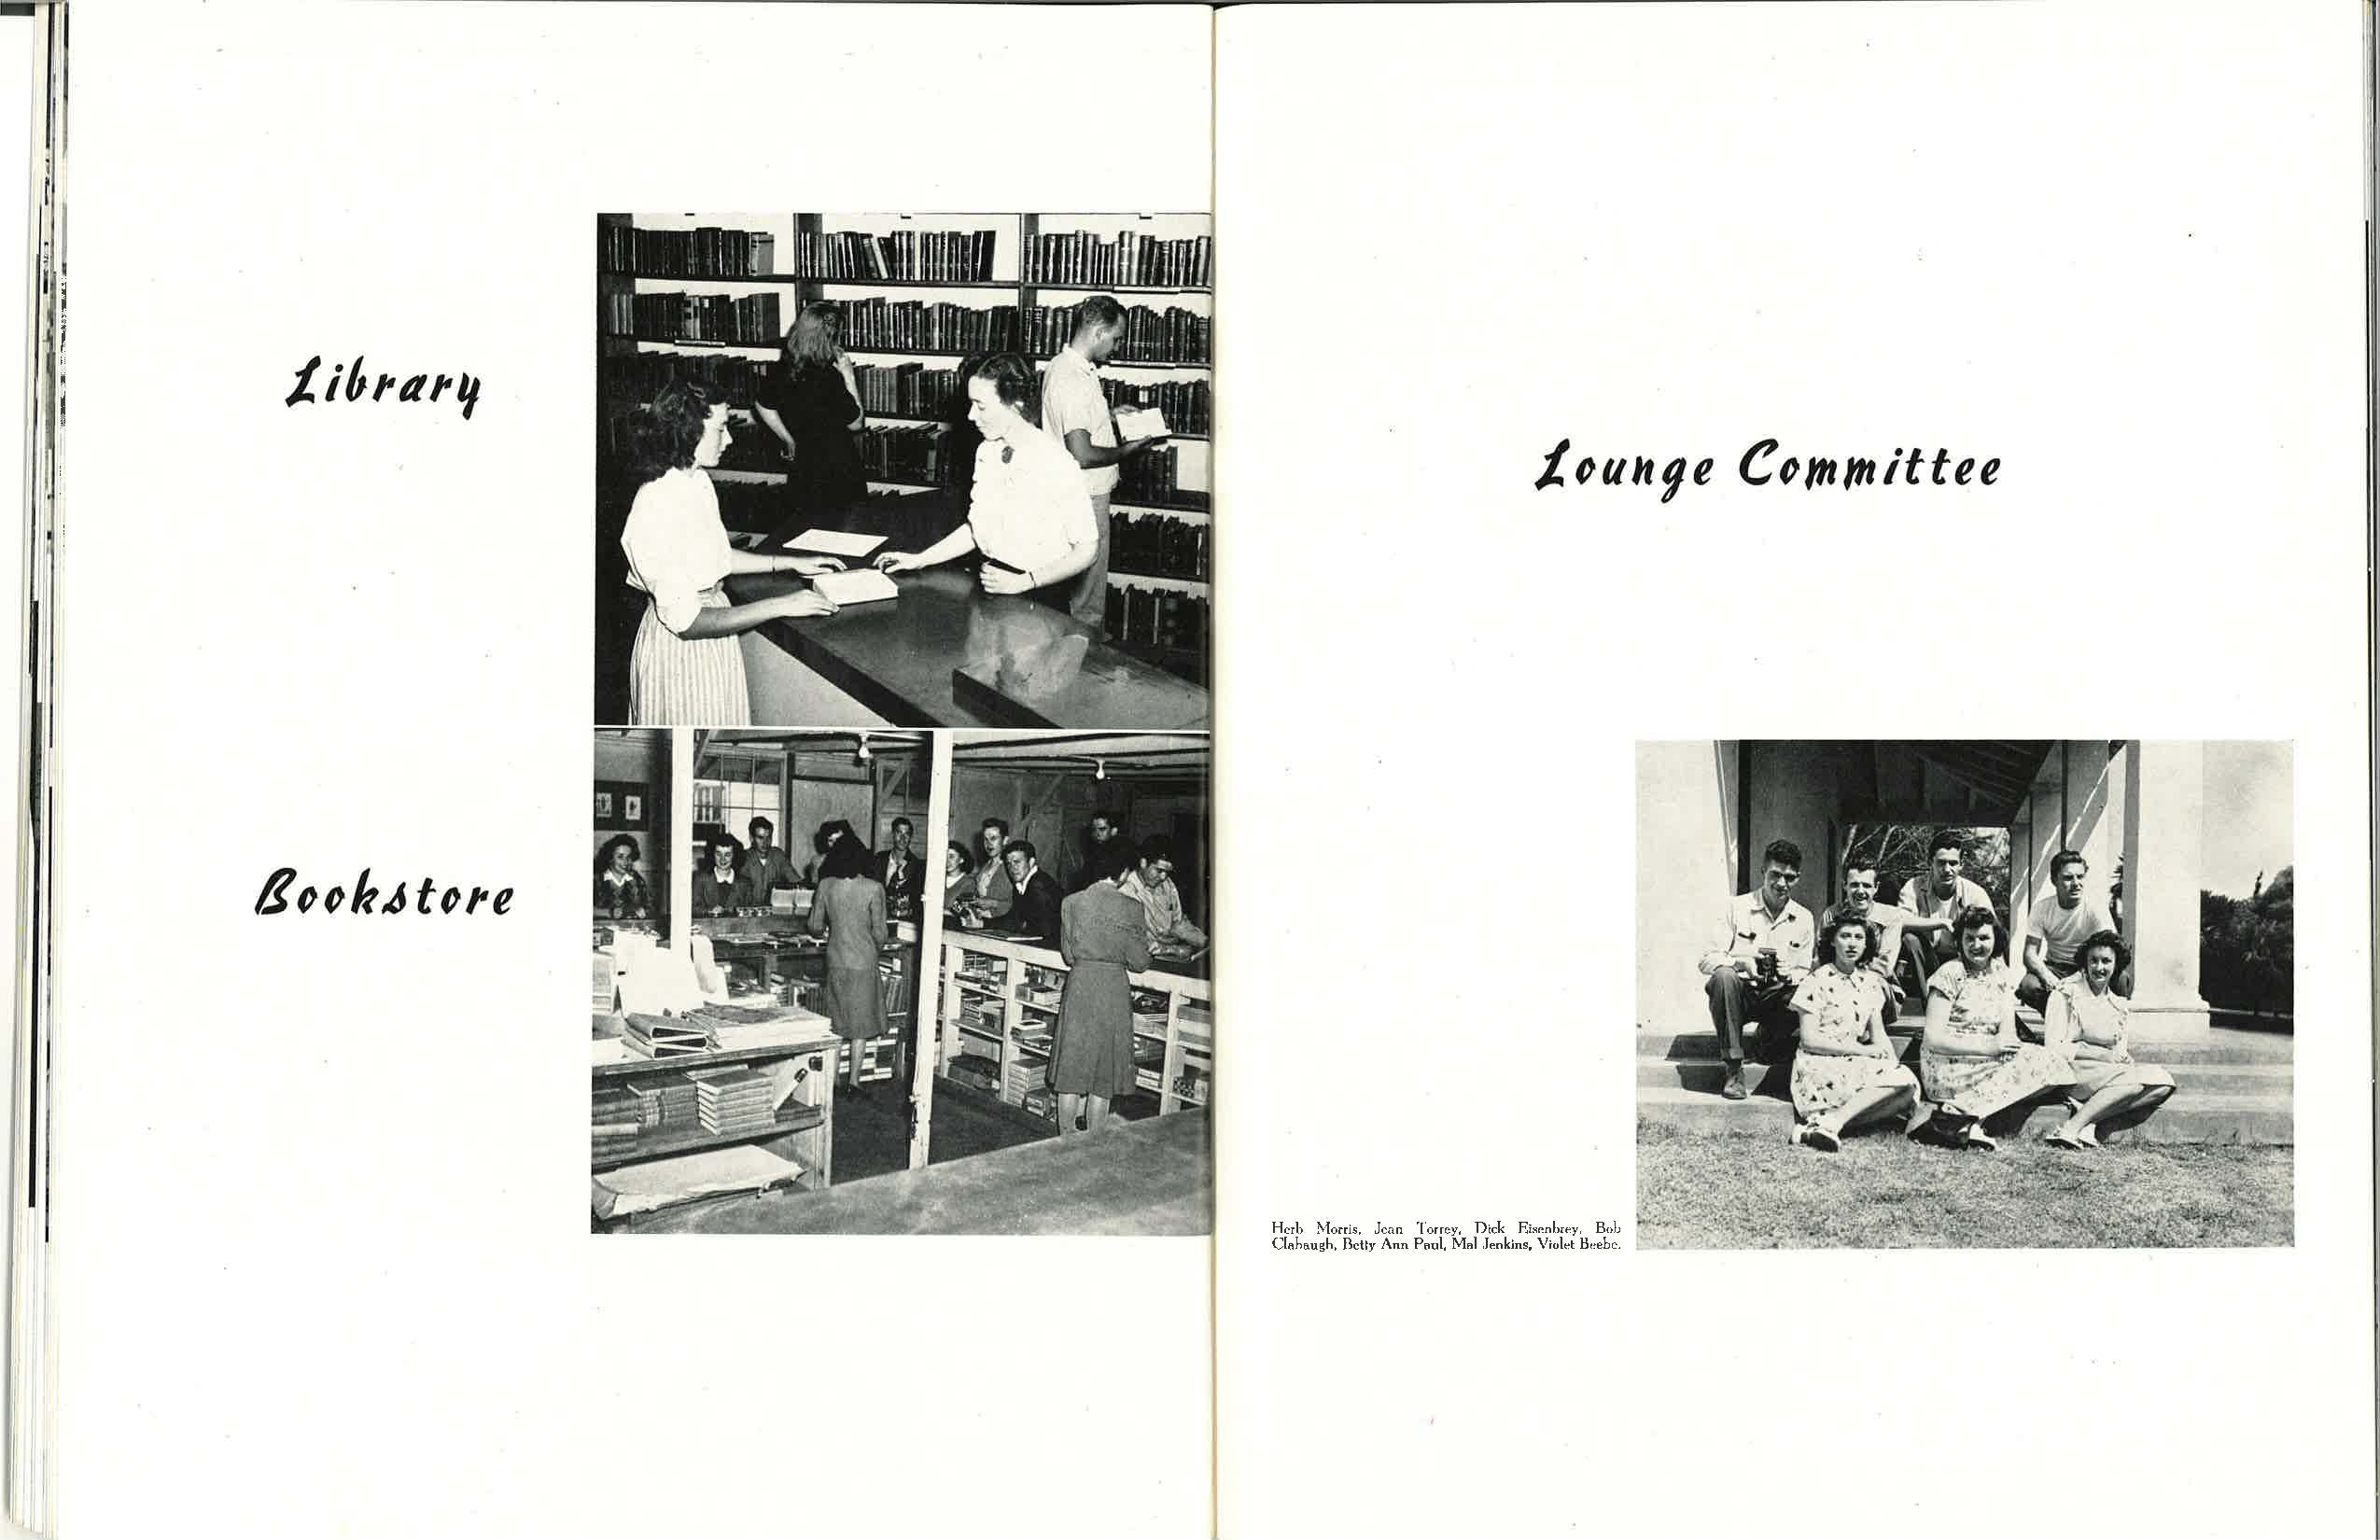 Library
Bookstore
Lounge Committee
Herb Morris, Jean Torrey, Dick Eisenbrey, Bob
Clabaugh, Betty Ann Paul, Mal Jenkins, Violet Beebe.